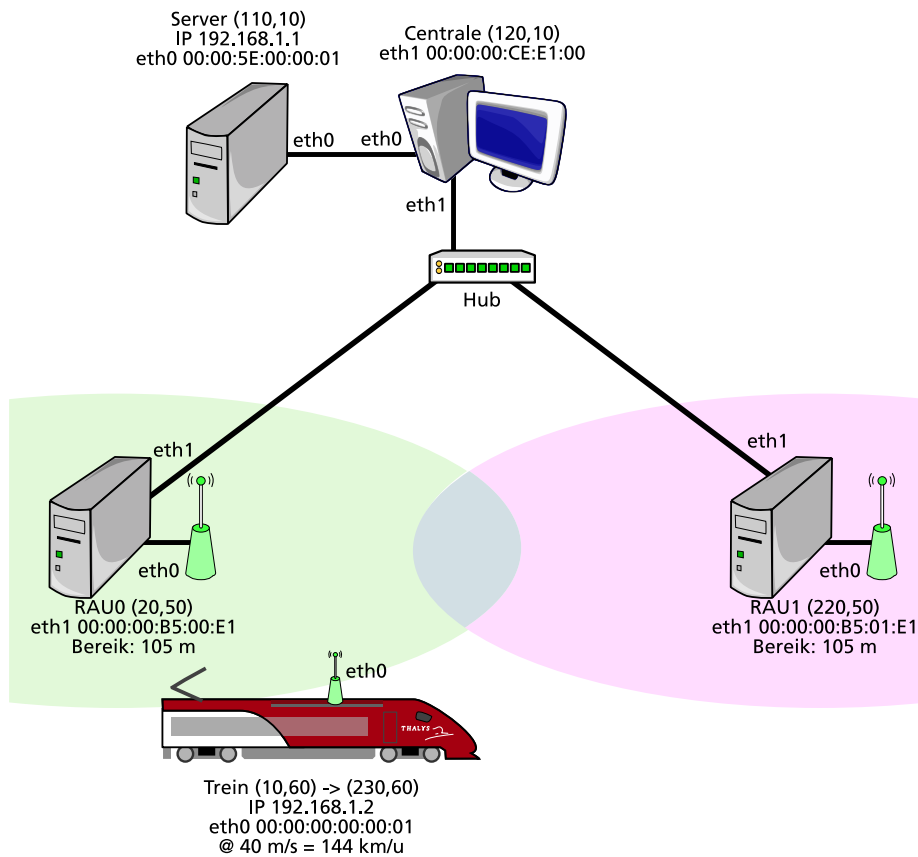 Server (110,10)
IP 192.168.1.1
eth0 00:00:5E:00:00:01
Centrale (120,10)
eth1 00:00:00:CE:E1:00
eth0
eth0
eth1
Hub
eth1
eth0
RAU0 (20,50)
eth1 00:00:00:B5:00:E1
Bereik: 105 m
eth1
eth0
RAU1 (220,50)
eth1 00:00:00:B5:01:E1
Bereik: 105 m
eth0
THALYS
Trein (10,60) -> (230,60)
IP 192.168.1.2
eth0 00:00:00:00:00:01
@ 40 m/s = 144 km/u